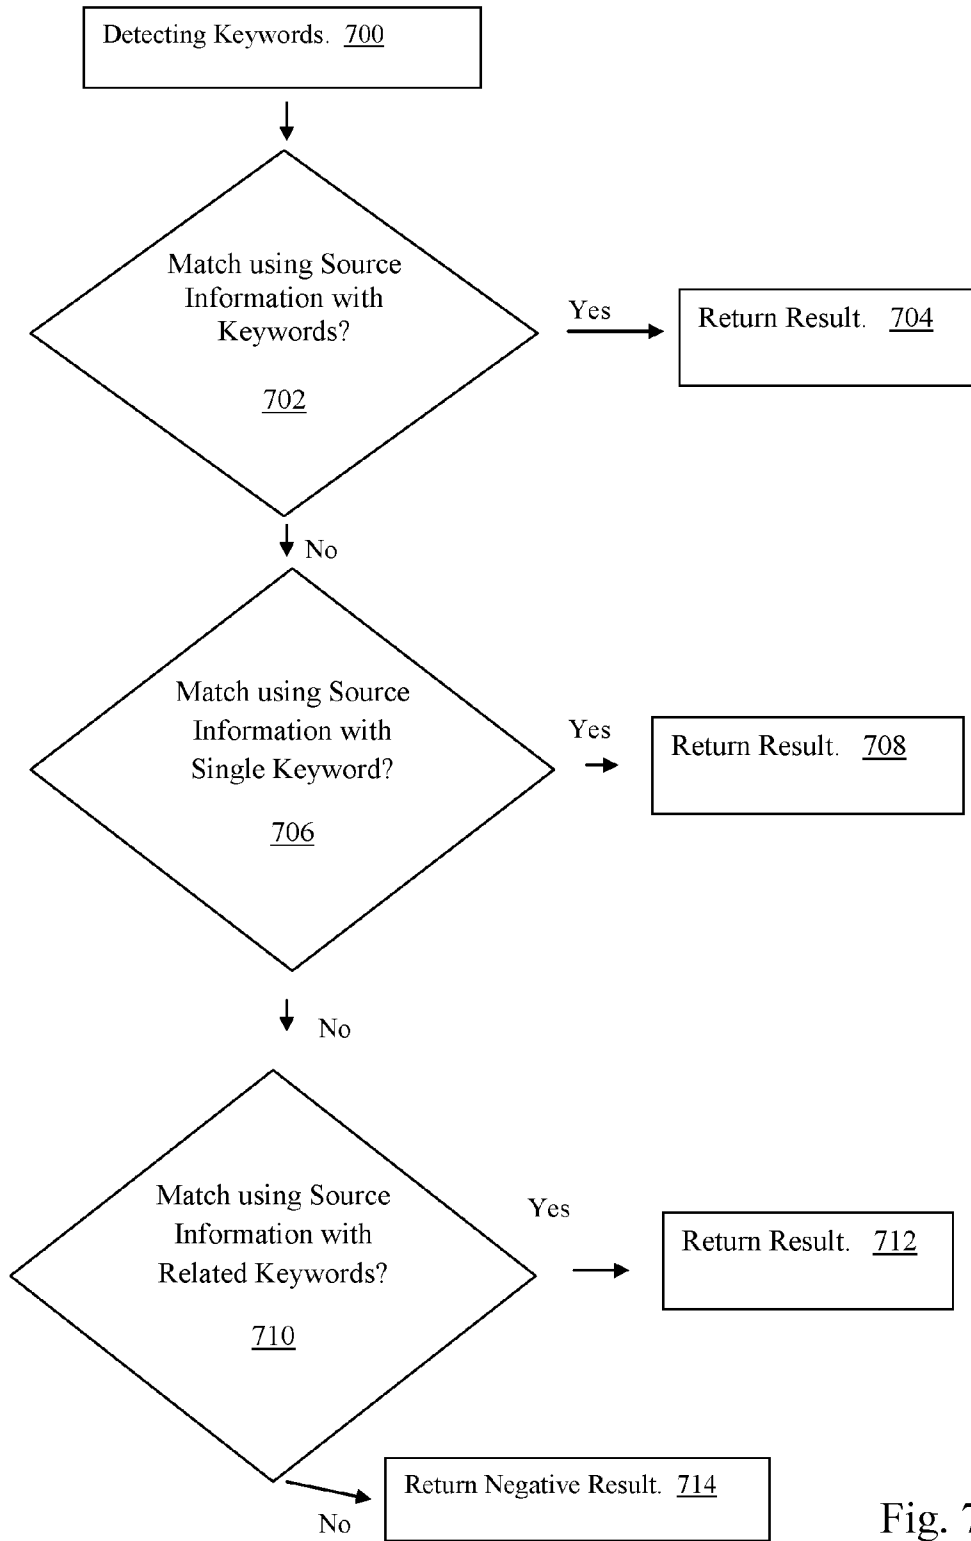 Detecting Keywords. 700
Match using Source
Information with
Keywords?
702
Yes
Return Result. 704
No
Match using Source
Information with
Single Keyword?
706
Yes
Return Result. 708
No
Match using Source
Information with
Related Keywords?
710
Yes
Return Result. 712
Return Negative Result. 714
No
Fig. 7